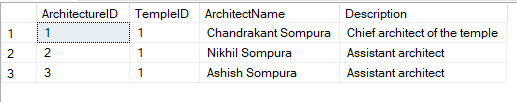 ArchitectureID TempleID ArchitectName Description
1 1 1 Chandrakant Sompura Chief architect of the temple
2 2 1 Nikhil Sompura Assistant architect
3 3 1 Ashish Sompura Assistant architect